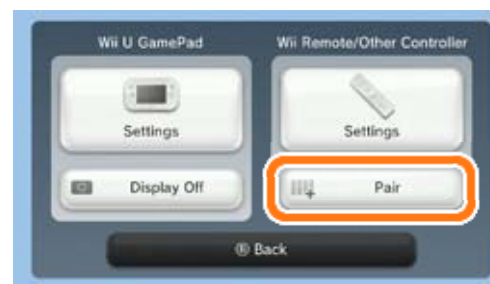 Wii U GamePad
Wii Remote/Other Controller
Settings
Settings
Display Off
Pair
Ⓑ Back